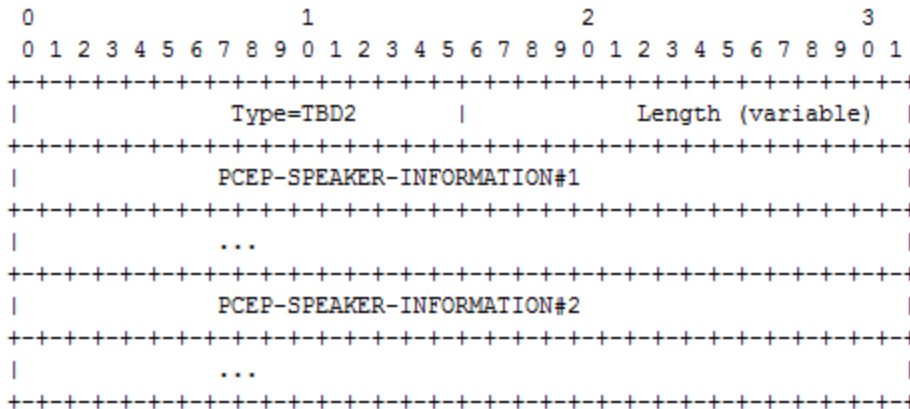 0                   1                   2                   3
0 1 2 3 4 5 6 7 8 9 0 1 2 3 4 5 6 7 8 9 0 1 2 3 4 5 6 7 8 9 0 1
+-+-+-+-+-+-+-+-+-+-+-+-+-+-+-+-+-+-+-+-+-+-+-+-+-+-+-+-+-+-+-+-
|               Type=TBD2       |            Length (variable)  |
+-+-+-+-+-+-+-+-+-+-+-+-+-+-+-+-+-+-+-+-+-+-+-+-+-+-+-+-+-+-+-+-
|              PCEP-SPEAKER-INFORMATION#1                       |
+-+-+-+-+-+-+-+-+-+-+-+-+-+-+-+-+-+-+-+-+-+-+-+-+-+-+-+-+-+-+-+-
|              ...                                              |
+-+-+-+-+-+-+-+-+-+-+-+-+-+-+-+-+-+-+-+-+-+-+-+-+-+-+-+-+-+-+-+-
|              PCEP-SPEAKER-INFORMATION#2                       |
+-+-+-+-+-+-+-+-+-+-+-+-+-+-+-+-+-+-+-+-+-+-+-+-+-+-+-+-+-+-+-+-
|              ...                                              |
+-+-+-+-+-+-+-+-+-+-+-+-+-+-+-+-+-+-+-+-+-+-+-+-+-+-+-+-+-+-+-+-